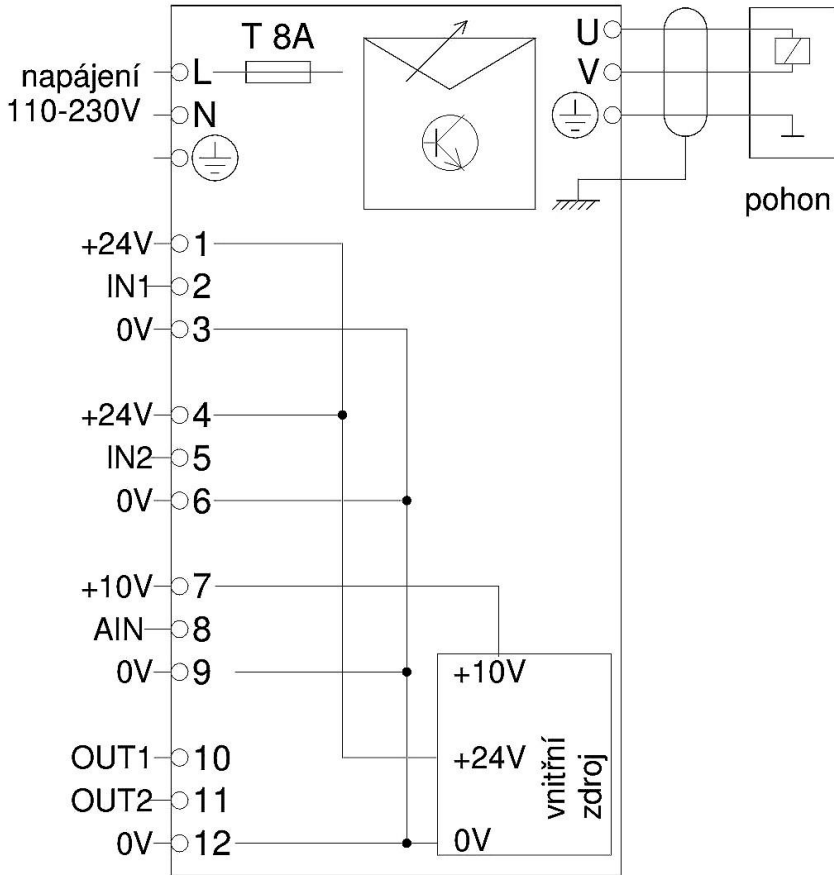 T 8A
U
V
napájení
110-230V
L
N
pohon
+24V 1
IN1 2
0V 3
+24V 4
IN2 5
0V 6
+10V 7
AIN 8
0V 9
OUT1 10
OUT2 11
0V 12
+10V
+24V
0V
vnitřní
zdroj